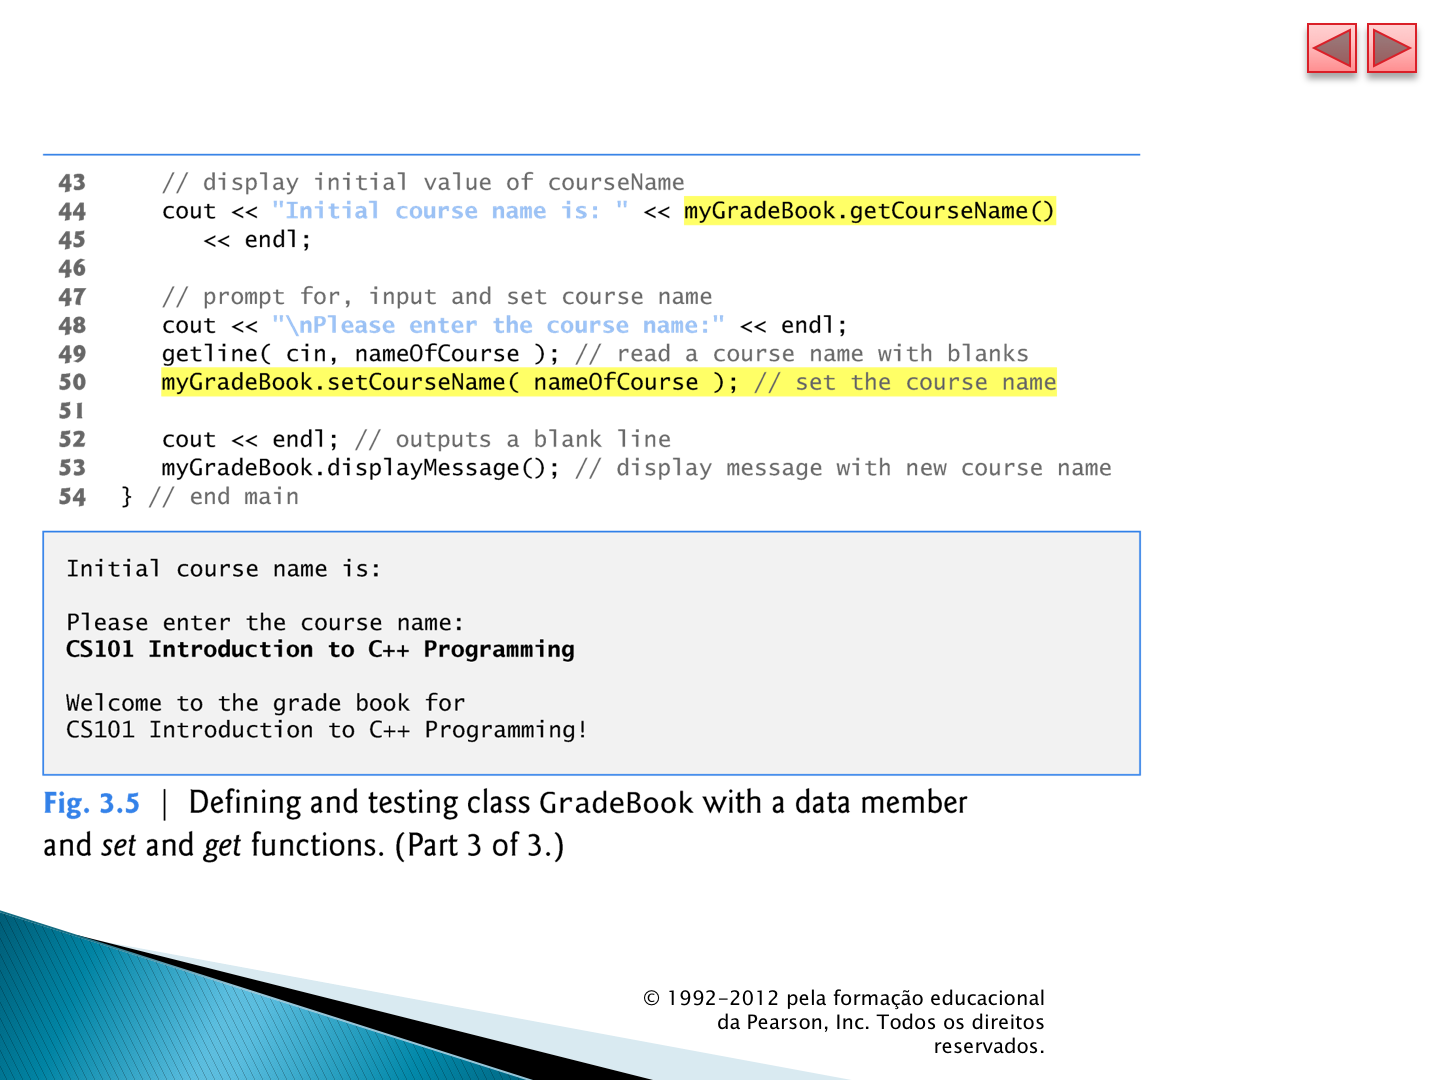 43 // display initial value of courseName
44 cout << "Initial course name is: " << myGradeBook.getCourseName()
45 << endl;
46
47 // prompt for, input and set course name
48 cout << "\nPlease enter the course name:" << endl;
49 getline( cin, nameOfCourse ); // read a course name with blanks
50 myGradeBook.setCourseName( nameOfCourse ); // set the course name
51
52 cout << endl; // outputs a blank line
53 myGradeBook.displayMessage(); // display message with new course name
54 } // end main
Initial course name is:
Please enter the course name:
CS101 Introduction to C++ Programming
Welcome to the grade book for
CS101 Introduction to C++ Programming!
Fig. 3.5 | Defining and testing class GradeBook with a data member
and set and get functions. (Part 3 of 3.)
© 1992-2012 pela formação educacional
da Pearson, Inc. Todos os direitos
reservados.